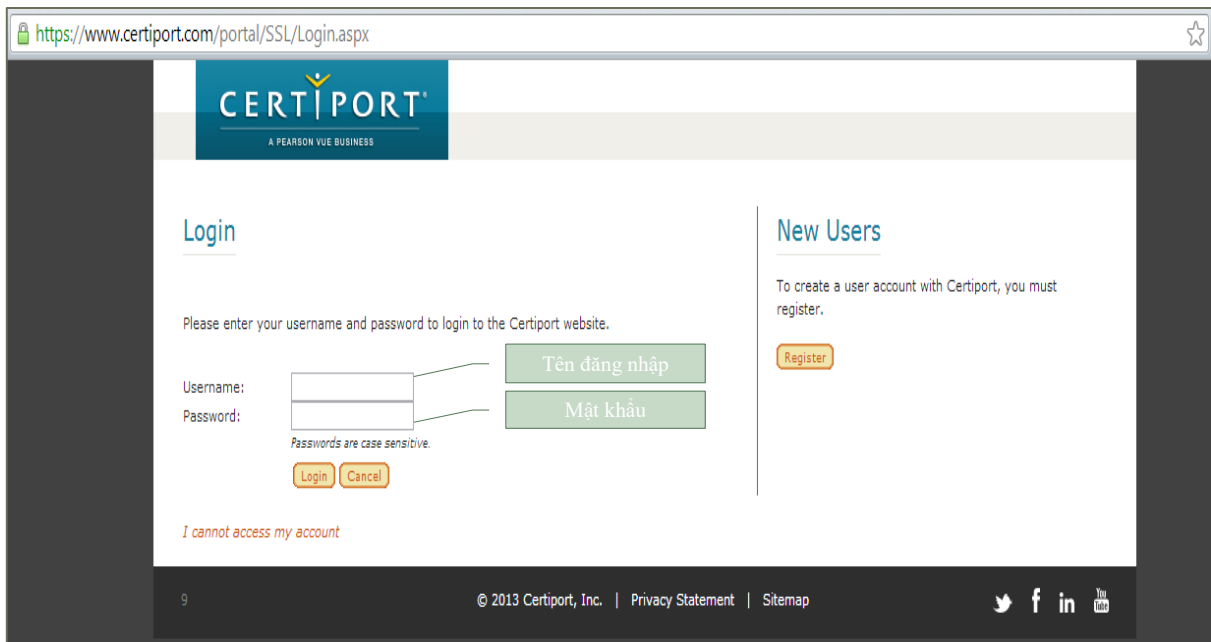 https://www.certiport.com/portal/SSL/Login.aspx
CERTIPORT®
A PEARSON VUE BUSINESS
Login
Please enter your username and password to login to the Certiport website.
Username:
Tên đăng nhập
Password:
Mật khẩu
Passwords are case sensitive.
Login Cancel
I cannot access my account
New Users
To create a user account with Certiport, you must
register.
Register
9
© 2013 Certiport, Inc. | Privacy Statement | Sitemap
f in You Tube